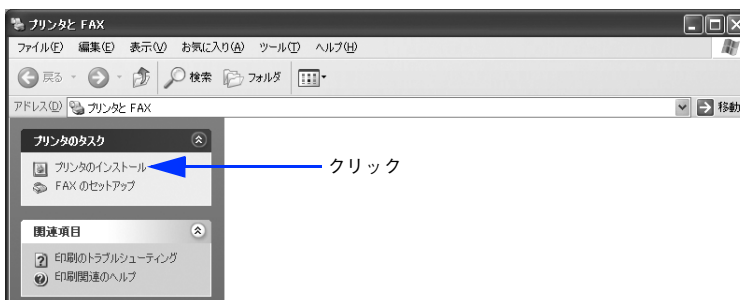 プリンタと FAX
ファイル(F) 編集(E) 表示(V) お気に入り(A) ツール(T) ヘルプ(H)
戻る 検索 フォルダ
アドレス(D) プリンタと FAX 移動
プリンタのタスク
プリンタのインストール
クリック
FAX のセットアップ
関連項目
印刷のトラブルシューティング
印刷関連のヘルプ